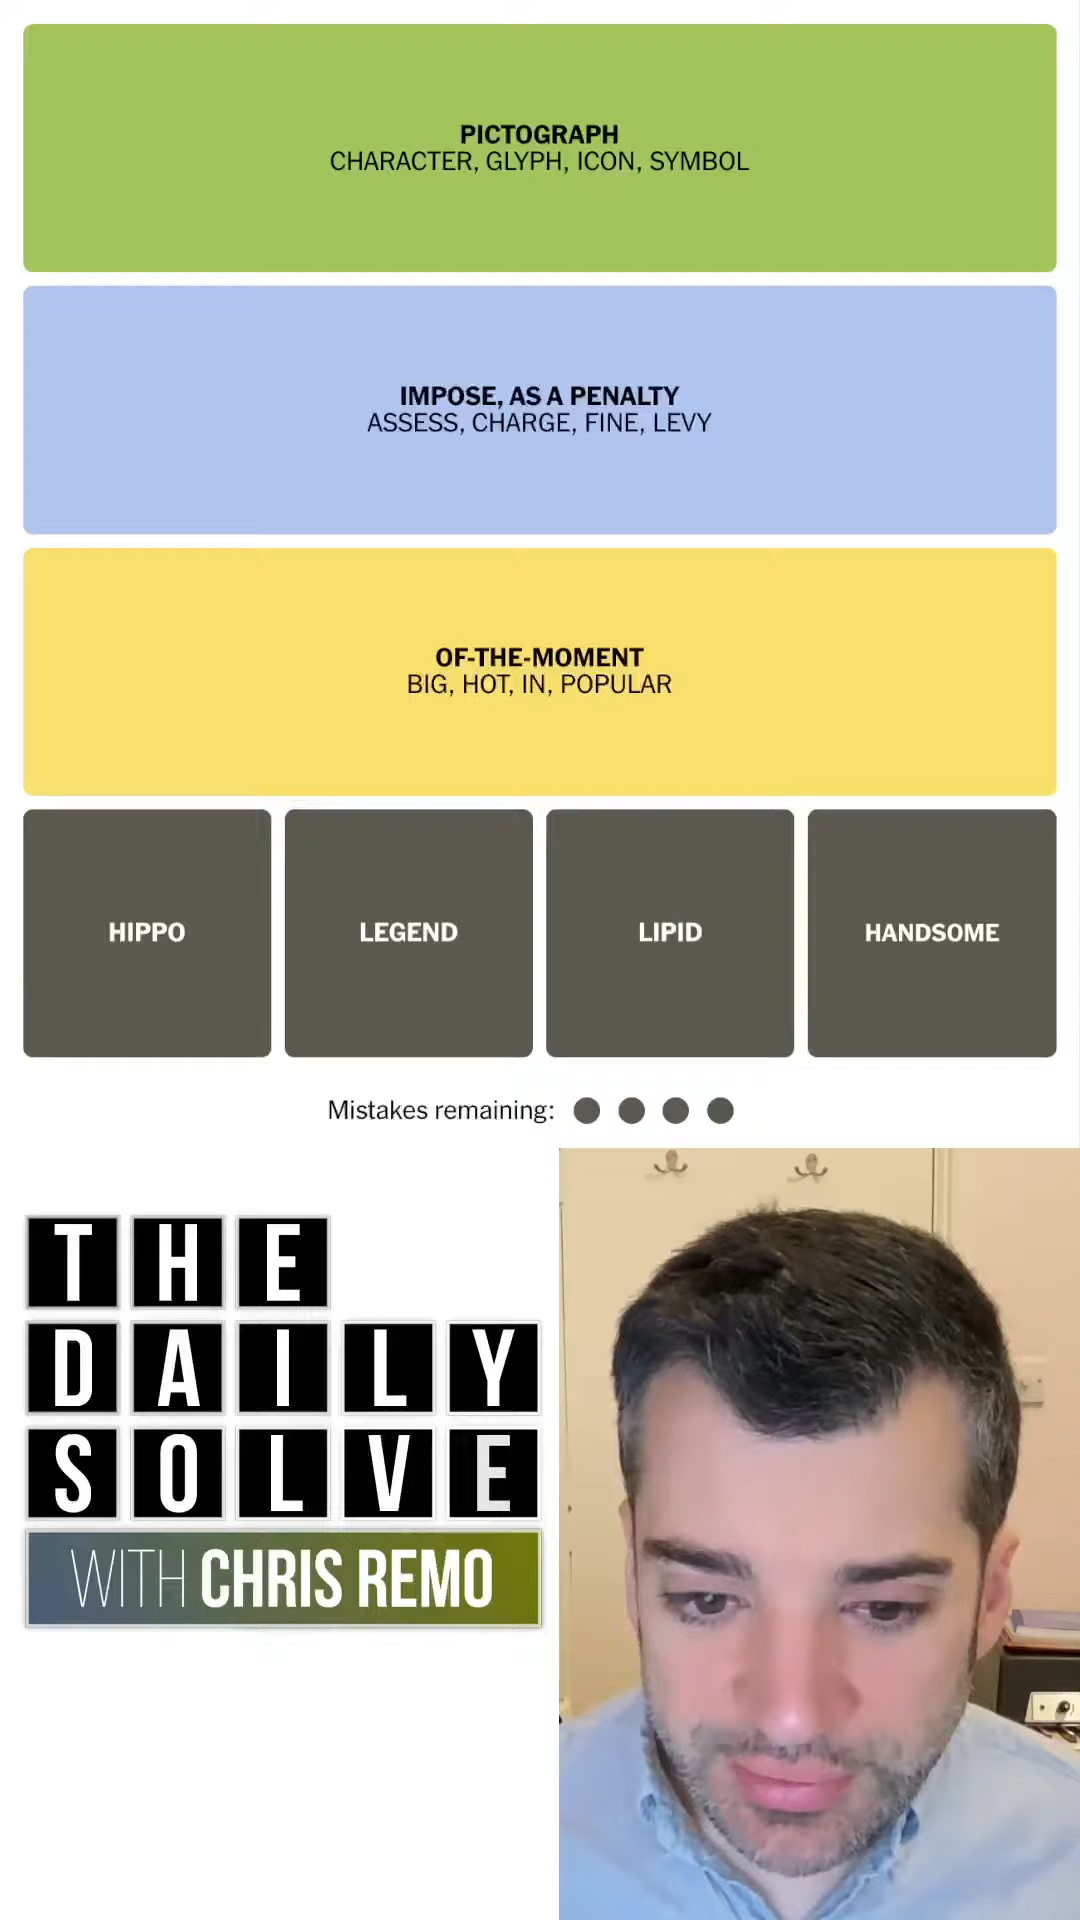 PICTOGRAPH
CHARACTER, GLYPH, ICON, SYMBOL
IMPOSE, AS A PENALTY
ASSESS, CHARGE, FINE, LEVY
OF-THE-MOMENT
BIG, HOT, IN, POPULAR
HIPPO LEGEND LIPID HANDSOME
Mistakes remaining:
THE
DAILY
SOLVE
WITH CHRIS REMO